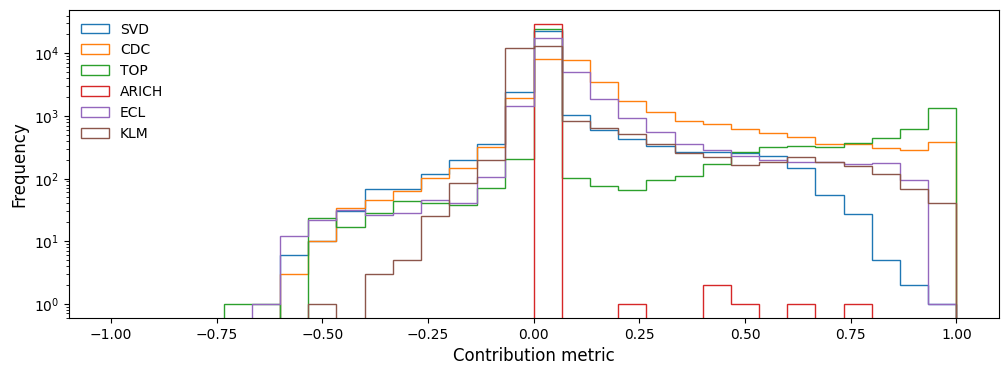 SVD
CDC
TOP
ARICH
ECL
KLM
Frequency
10⁴
10³
10²
10¹
10⁰
−1.00 −0.75 −0.50 −0.25 0.00 0.25 0.50 0.75 1.00
Contribution metric